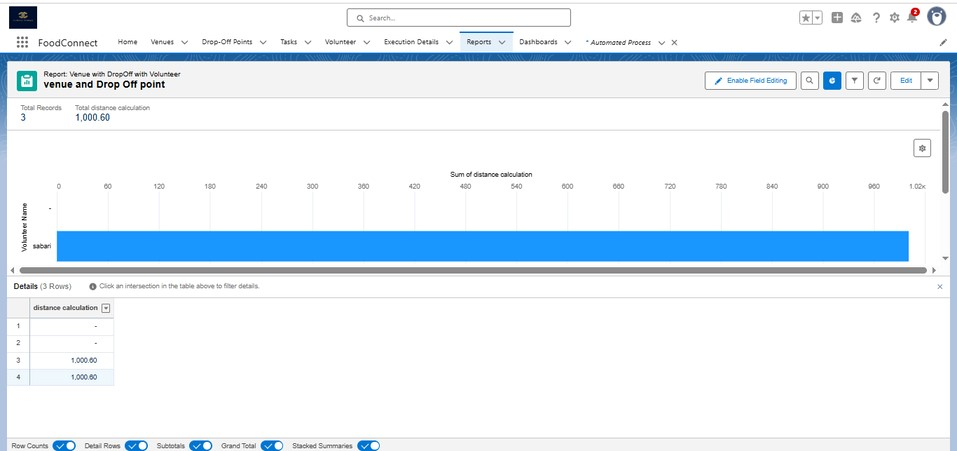 Search...
2
FoodConnect Home Venues Drop-Off Points Tasks Volunteer Execution Details Reports Dashboards * Automated Process
Report: Venue with DropOff with Volunteer
venue and Drop Off point
Enable Field Editing Edit
Total Records Total distance calculation
3 1,000.60
Sum of distance calculation
0 60 120 180 240 300 360 420 480 540 600 660 720 780 840 900 960 1.02κ
Volunteer Name
-
sabari
Details (3 Rows) Click an intersection in the table above to filter details.
distance calculation
1 -
2 -
3 1,000.60
4 1,000.60
Row Counts Detail Rows Subtotals Grand Total Stacked Summaries